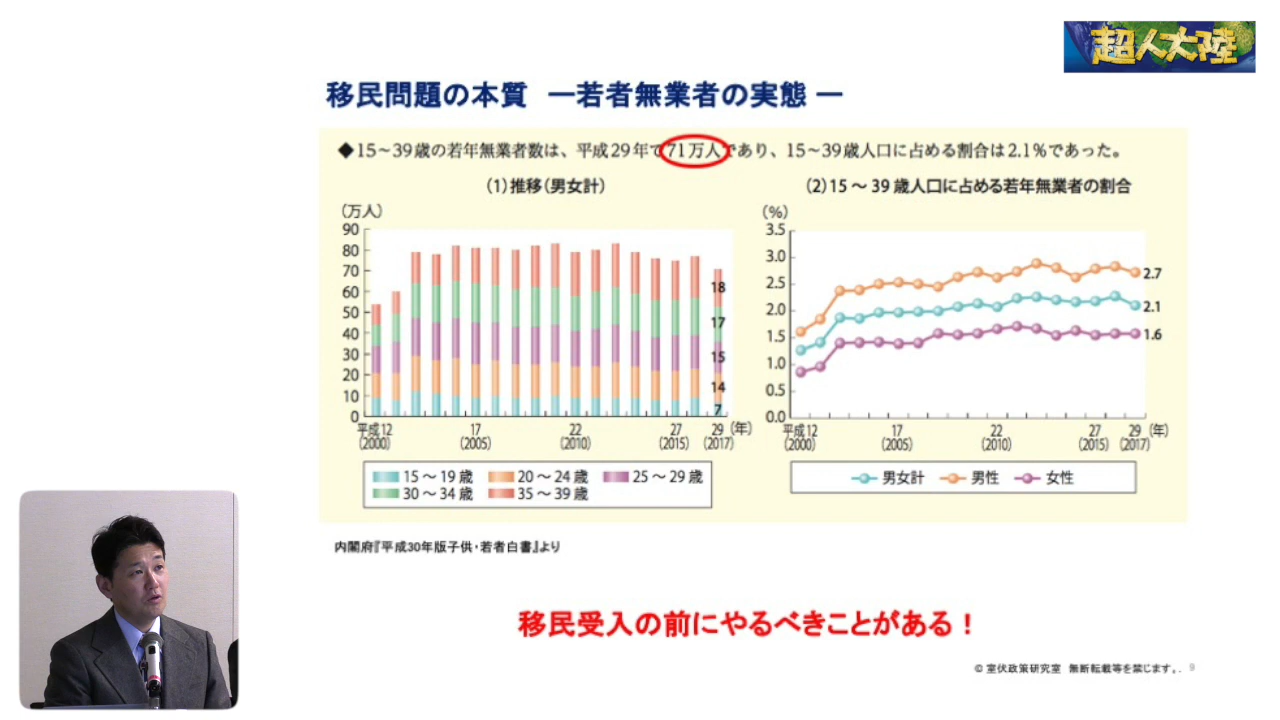 超人大陸
移民問題の本質　―若者無業者の実態 ―
◆15～39歳の若年無業者数は、平成29年で71万人であり、15～39歳人口に占める割合は2.1％であった。
(1)推移(男女計)
(万人)
90
80
70
60
50
40
30
20
10
0
18
17
15
14
7
平成12 17 22 27 29 (年)
(2000) (2005) (2010) (2015) (2017)
15～19歳 20～24歳 25～29歳
30～34歳 35～39歳
(2)15～39歳人口に占める若年無業者の割合
(%)
3.5
3.0
2.5
2.0
1.5
1.0
0.5
0.0
2.7
2.1
1.6
平成12 17 22 27 29 (年)
(2000) (2005) (2010) (2015) (2017)
男女計 男性 女性
内閣府『平成30年版子供・若者白書』より
移民受入の前にやるべきことがある！
© 室伏政策研究室　無断転載等を禁じます。. 9